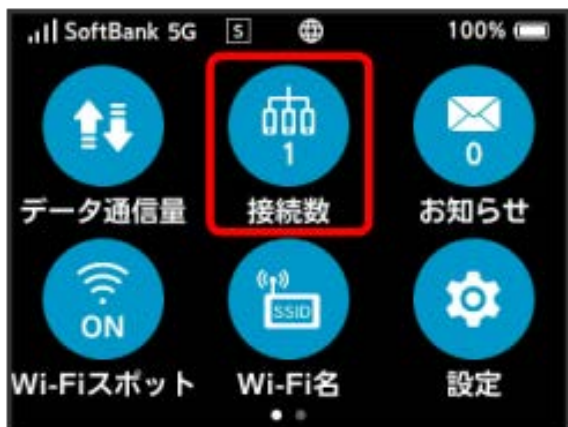 SoftBank 5G S 100%
1 0
データ通信量 接続数 お知らせ
ON SSID
Wi-Fiスポット Wi-Fi名 設定